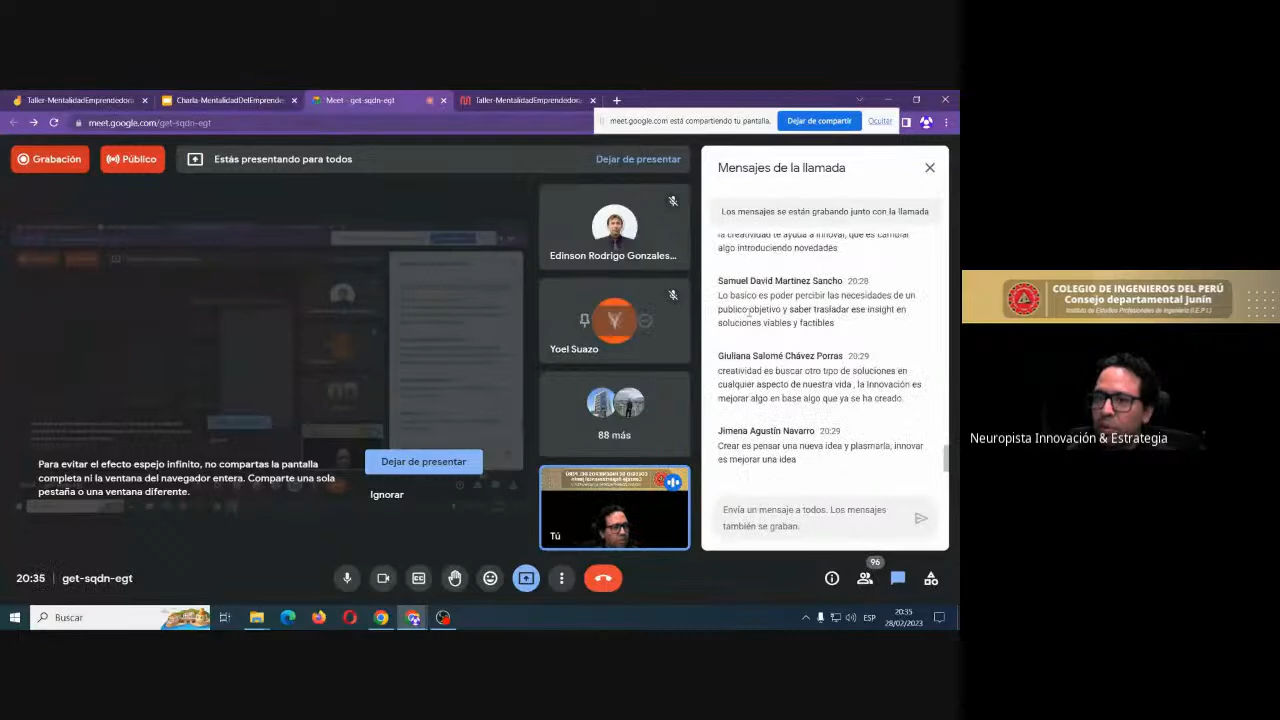 Taller-MentalidadEmprendedora
Charla-MentalidadDelEmprende
Meet - get-sqdn-egt
Taller-MentalidadEmprendedora
meet.google.com/get-sqdn-egt
meet.google.com está compartiendo tu pantalla.
Dejar de compartir
Ocultar
Grabación
Público
Estás presentando para todos
Dejar de presentar
Mensajes de la llamada
Los mensajes se están grabando junto con la llamada
la creatividad te ayuda a innovar, que es cambiar
algo introduciendo novedades
Samuel David Martinez Sancho 20:28
Lo basico es poder percibir las necesidades de un
publico objetivo y saber trasladar ese insight en
soluciones viables y factibles
Giuliana Salomé Chávez Porras 20:29
creatividad es buscar otro tipo de soluciones en
cualquier aspecto de nuestra vida , la Innovación es
mejorar algo en base algo que ya se ha creado.
Jimena Agustín Navarro 20:29
Crear es pensar una nueva idea y plasmarla, innovar
es mejorar una idea
Envía un mensaje a todos. Los mensajes
también se graban.
Edinson Rodrigo Gonzales...
Yoel Suazo
88 más
Tú
Para evitar el efecto espejo infinito, no compartas la pantalla
completa ni la ventana del navegador entera. Comparte una sola
pestaña o una ventana diferente.
Dejar de presentar
Ignorar
20:35 get-sqdn-egt
96
Buscar
ESP
20:35
28/02/2023
COLEGIO DE INGENIEROS DEL PERÚ
Consejo departamental Junín
Instituto de Estudios Profesionales de Ingeniería (I.E.P.I.)
Neuropista Innovación & Estrategia